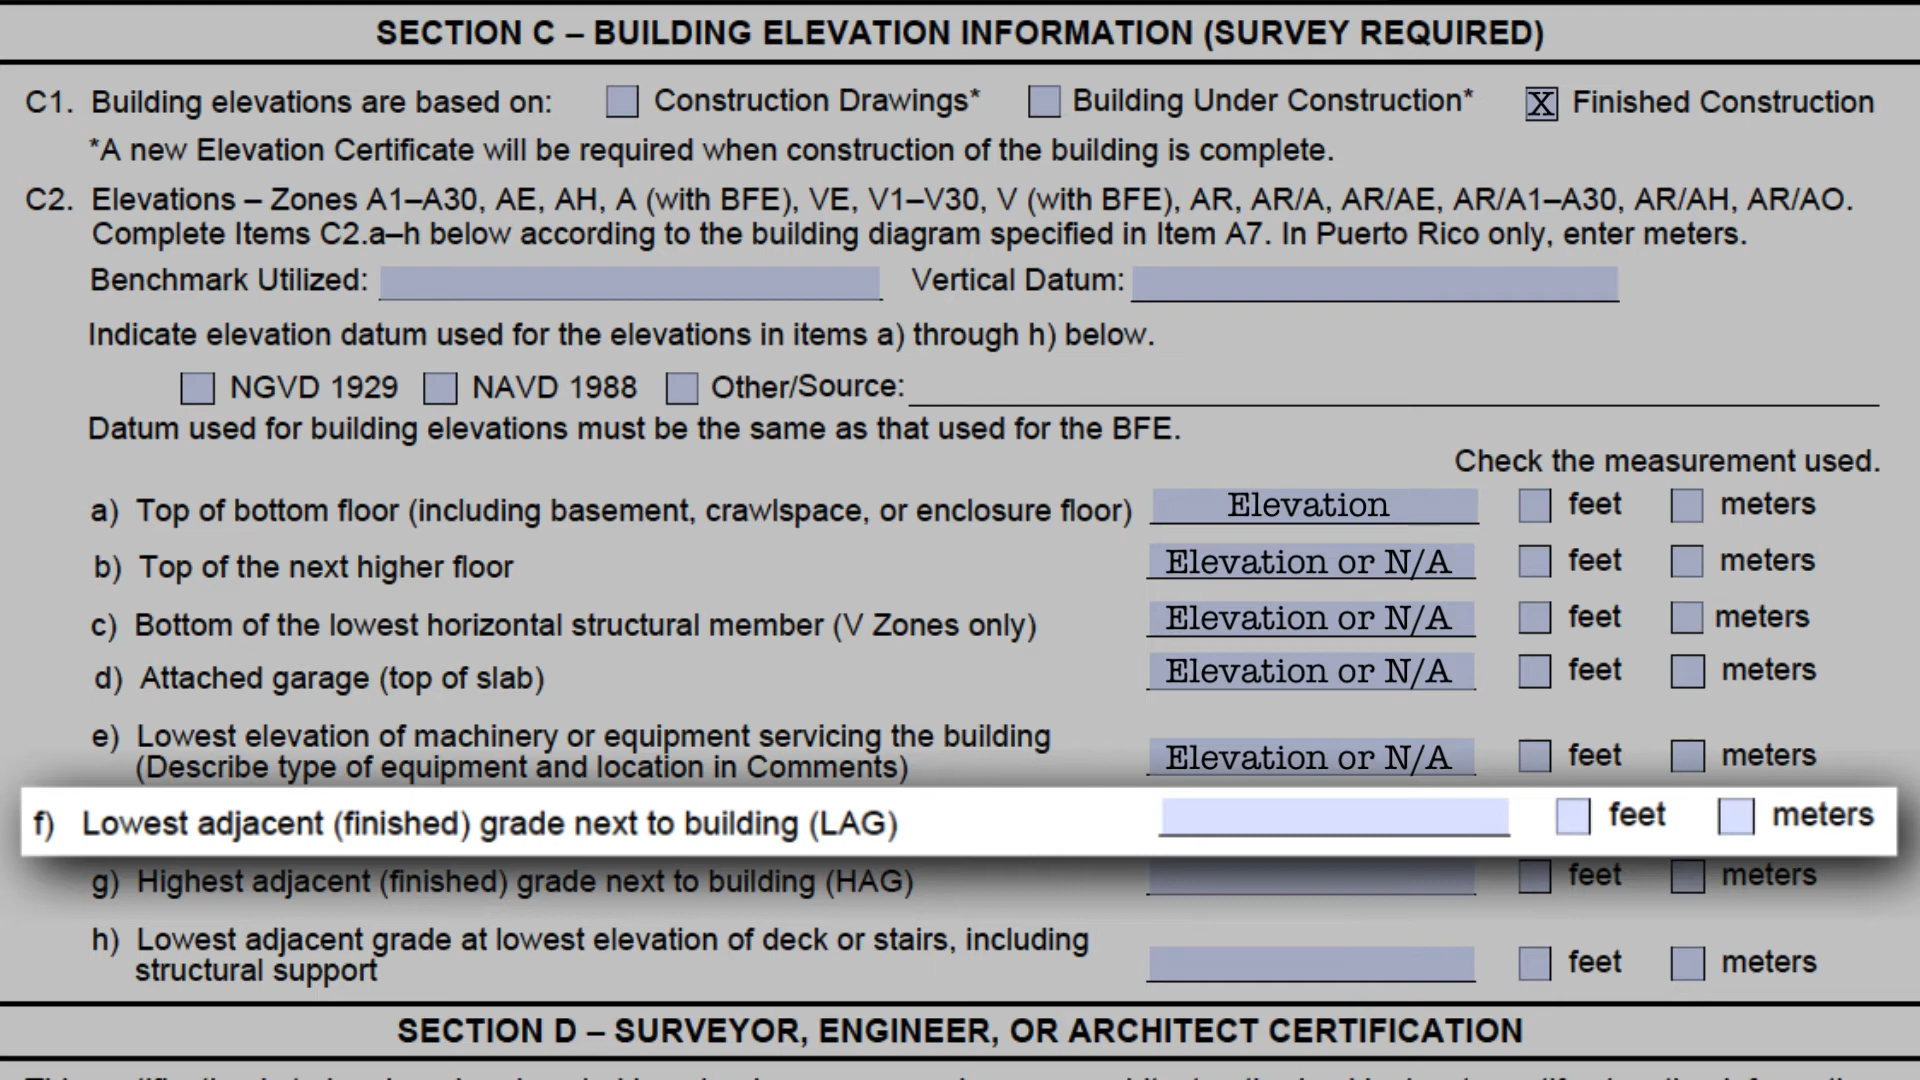 SECTION C – BUILDING ELEVATION INFORMATION (SURVEY REQUIRED)
C1. Building elevations are based on: Construction Drawings* Building Under Construction* X Finished Construction
*A new Elevation Certificate will be required when construction of the building is complete.
C2. Elevations – Zones A1–A30, AE, AH, A (with BFE), VE, V1–V30, V (with BFE), AR, AR/A, AR/AE, AR/A1–A30, AR/AH, AR/AO.
Complete Items C2.a–h below according to the building diagram specified in Item A7. In Puerto Rico only, enter meters.
Benchmark Utilized: Vertical Datum:
Indicate elevation datum used for the elevations in items a) through h) below.
NGVD 1929 NAVD 1988 Other/Source:
Datum used for building elevations must be the same as that used for the BFE.
Check the measurement used.
a) Top of bottom floor (including basement, crawlspace, or enclosure floor) Elevation feet meters
b) Top of the next higher floor Elevation or N/A feet meters
c) Bottom of the lowest horizontal structural member (V Zones only) Elevation or N/A feet meters
d) Attached garage (top of slab) Elevation or N/A feet meters
e) Lowest elevation of machinery or equipment servicing the building
(Describe type of equipment and location in Comments) Elevation or N/A feet meters
f) Lowest adjacent (finished) grade next to building (LAG) feet meters
g) Highest adjacent (finished) grade next to building (HAG) feet meters
h) Lowest adjacent grade at lowest elevation of deck or stairs, including
structural support feet meters
SECTION D – SURVEYOR, ENGINEER, OR ARCHITECT CERTIFICATION